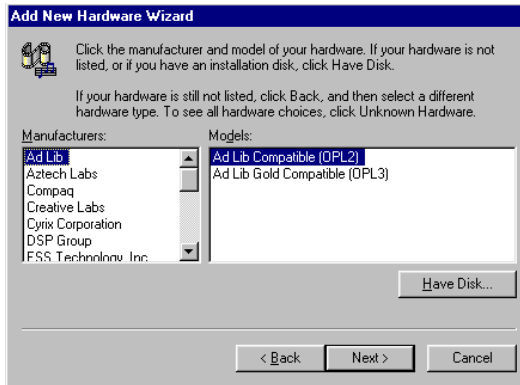 Add New Hardware Wizard
Click the manufacturer and model of your hardware. If your hardware is not
listed, or if you have an installation disk, click Have Disk.
If your hardware is still not listed, click Back, and then select a different
hardware type. To see all hardware choices, click Unknown Hardware.
Manufacturers:
Ad Lib
Aztech Labs
Compaq
Creative Labs
Cyrix Corporation
DSP Group
ESS Technology, Inc.
Models:
Ad Lib Compatible (OPL2)
Ad Lib Gold Compatible (OPL3)
Have Disk...
< Back
Next >
Cancel